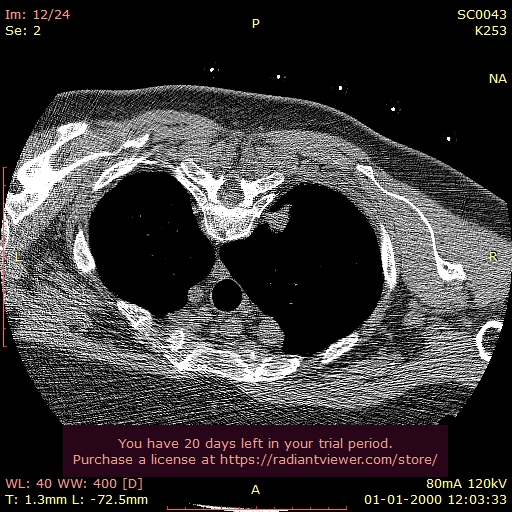 Im: 12/24
Se: 2
P
SC0043
K253
NA
L
R
You have 20 days left in your trial period.
Purchase a license at https://radiantviewer.com/store/
WL: 40 WW: 400 [D]
T: 1.3mm L: -72.5mm
A
80mA 120kV
01-01-2000 12:03:33